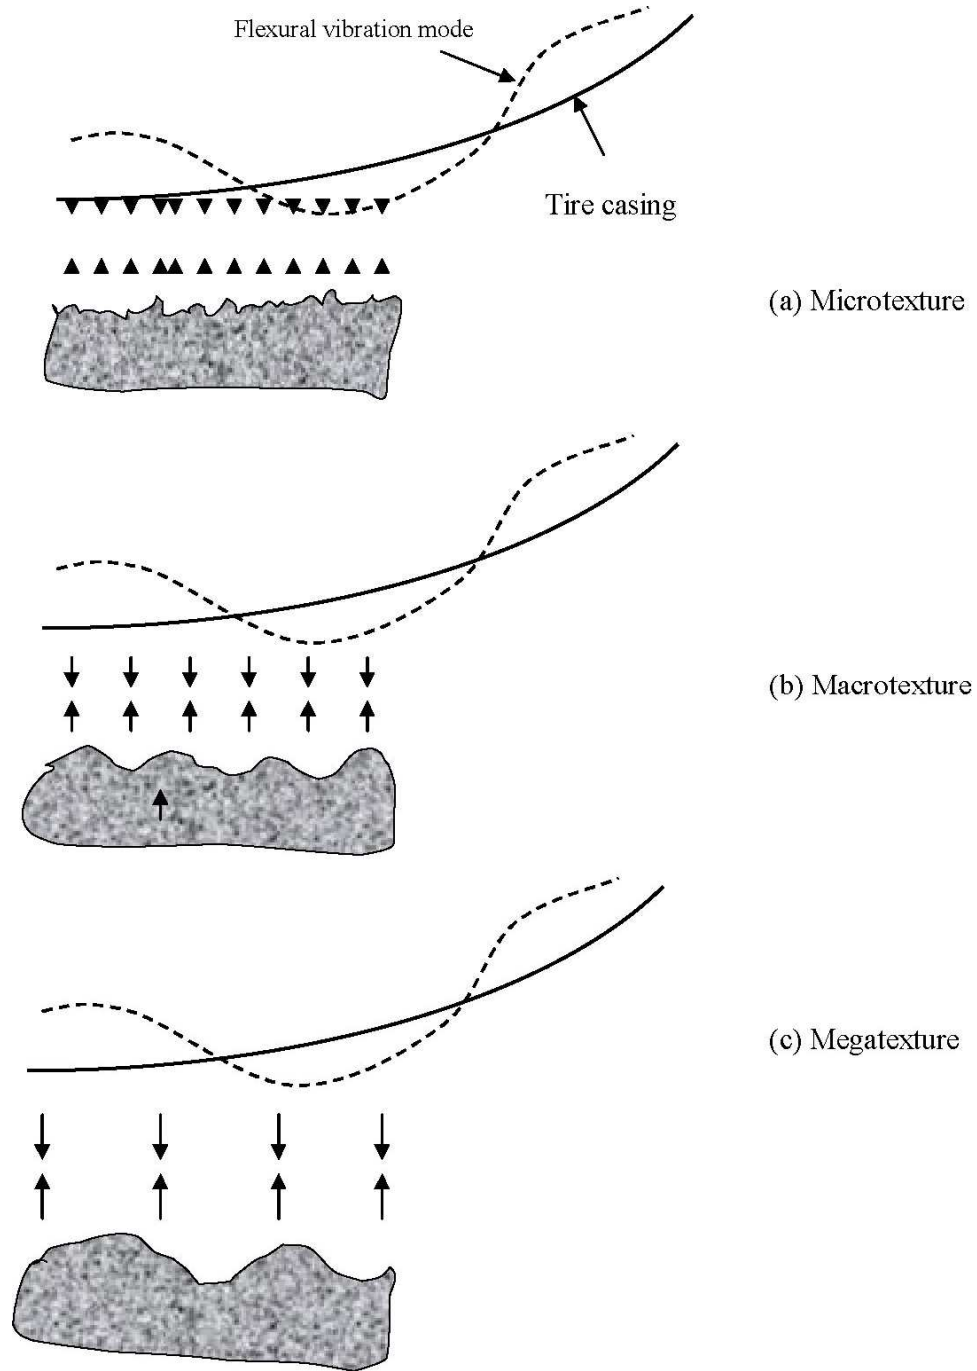 Flexural vibration mode
Tire casing
(a) Microtexture
(b) Macrotexture
(c) Megatexture